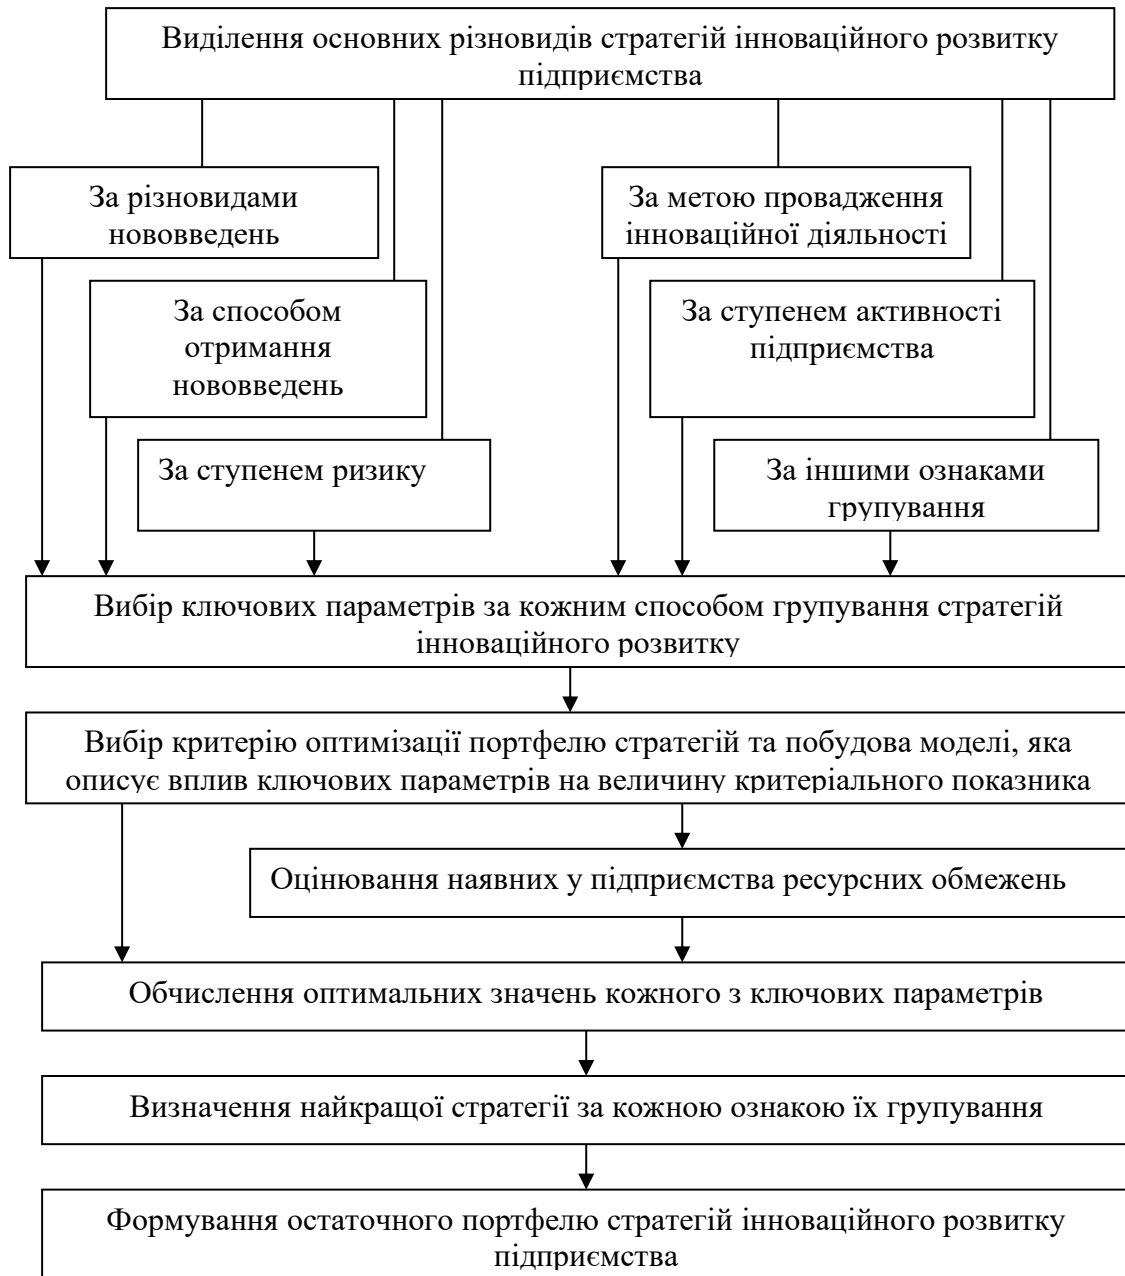 Виділення основних різновидів стратегій інноваційного розвитку
підприємства
За різновидами
нововведень
За метою провадження
інноваційної діяльності
За способом
отримання
нововведень
За ступенем активності
підприємства
За ступенем ризику
За іншими ознаками
групування
Вибір ключових параметрів за кожним способом групування стратегій
інноваційного розвитку
Вибір критерію оптимізації портфелю стратегій та побудова моделі, яка
описує вплив ключових параметрів на величину критеріального показника
Оцінювання наявних у підприємства ресурсних обмежень
Обчислення оптимальних значень кожного з ключових параметрів
Визначення найкращої стратегії за кожною ознакою їх групування
Формування остаточного портфелю стратегій інноваційного розвитку
підприємства